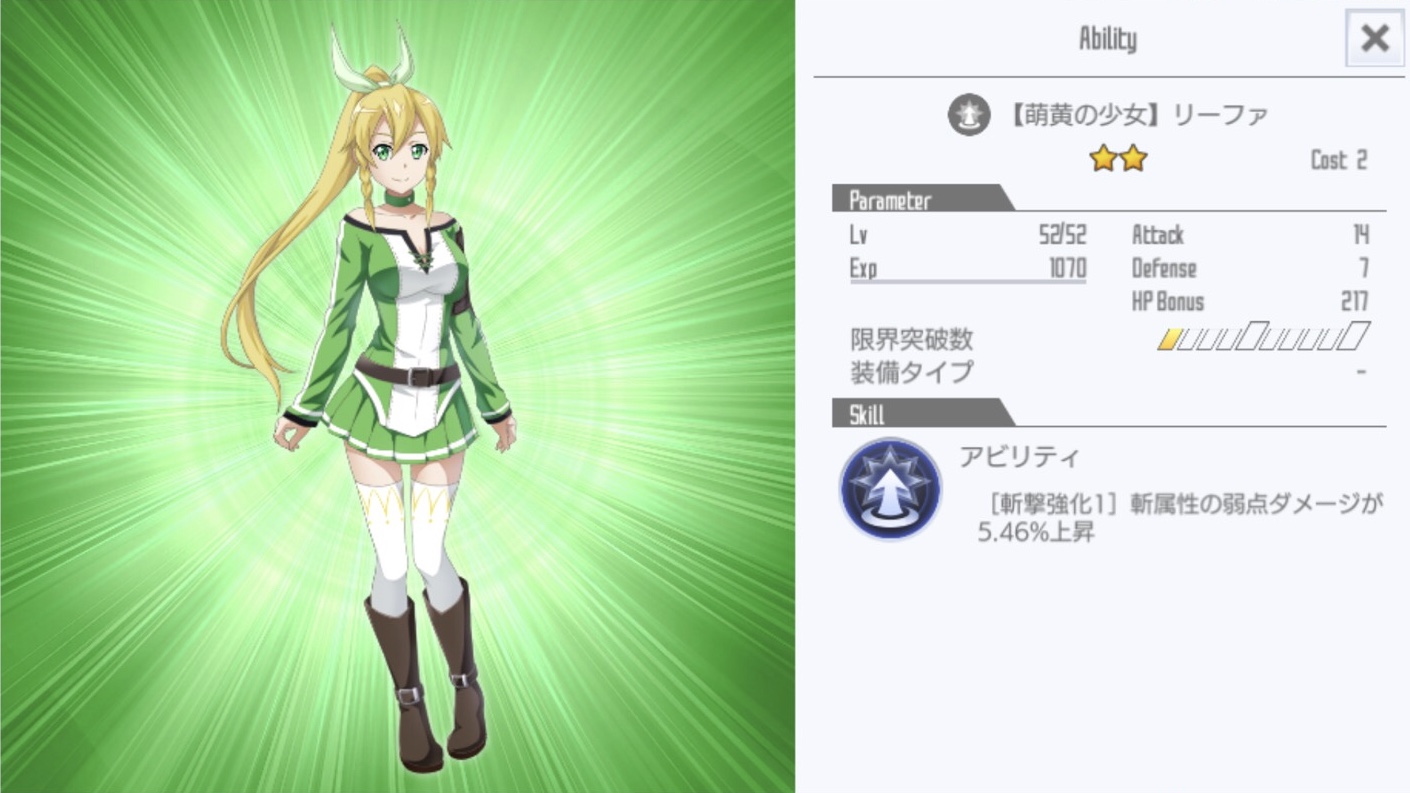 Ability
【萌黄の少女】リーファ
Cost 2
Parameter
Lv 52/52 Attack 14
Exp 1070 Defense 7
HP Bonus 217
限界突破数
装備タイプ -
Skill
アビリティ
［斬撃強化1］斬属性の弱点ダメージが
5.46%上昇